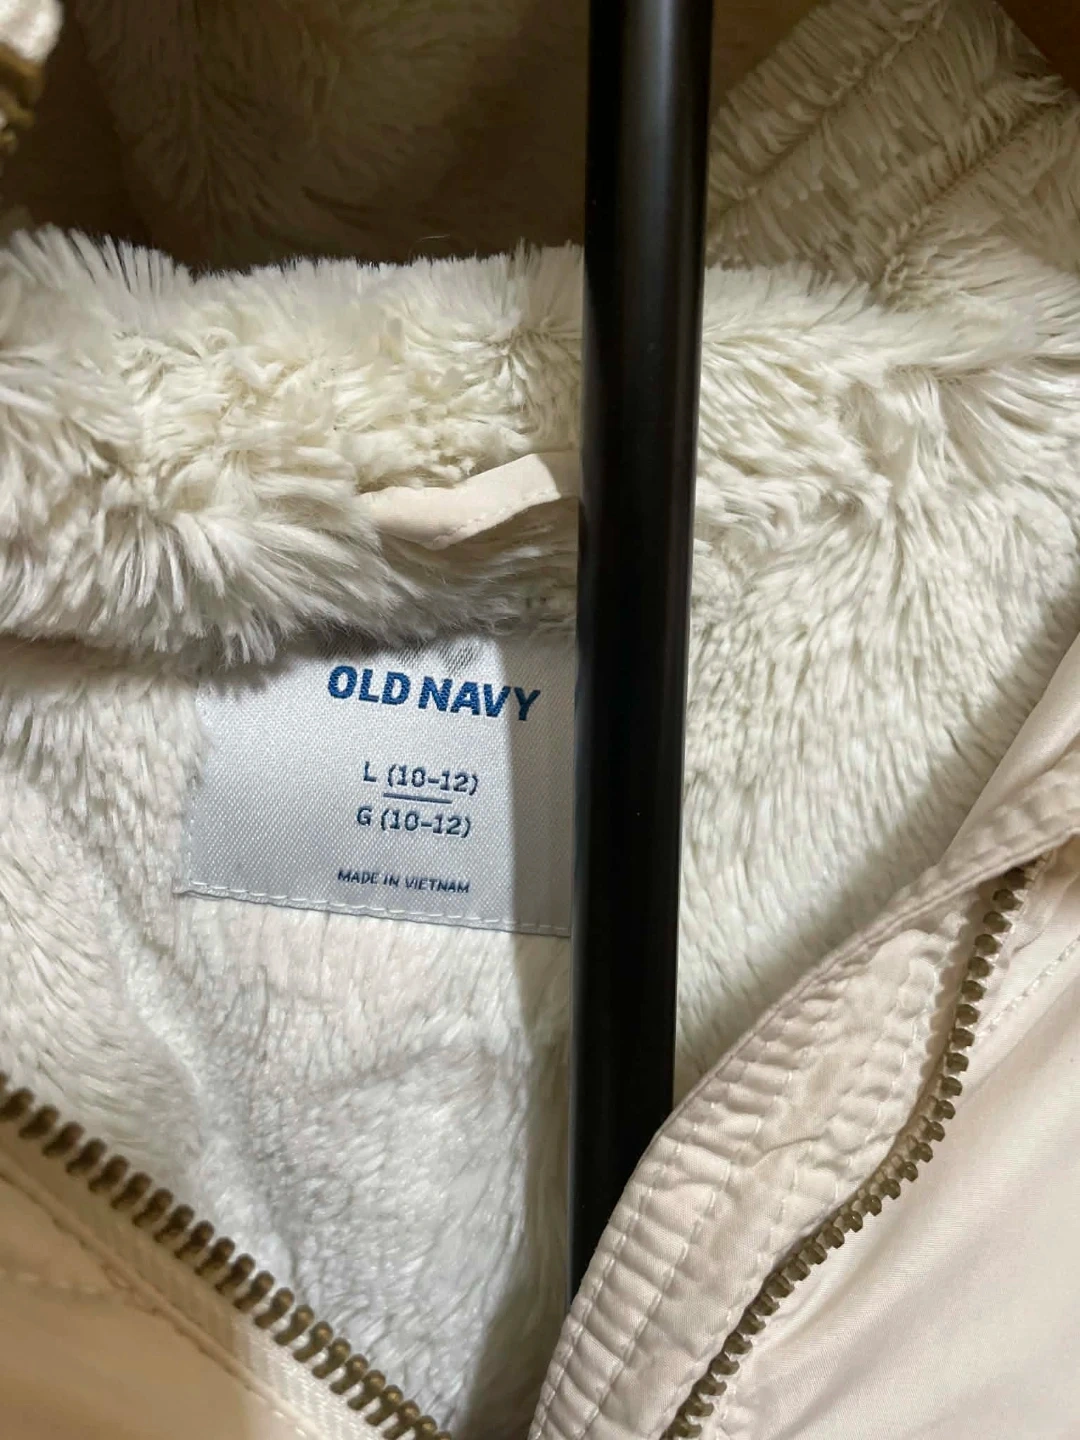 OLD NAVY
L (10-12)
G (10-12)
MADE IN VIETNAM